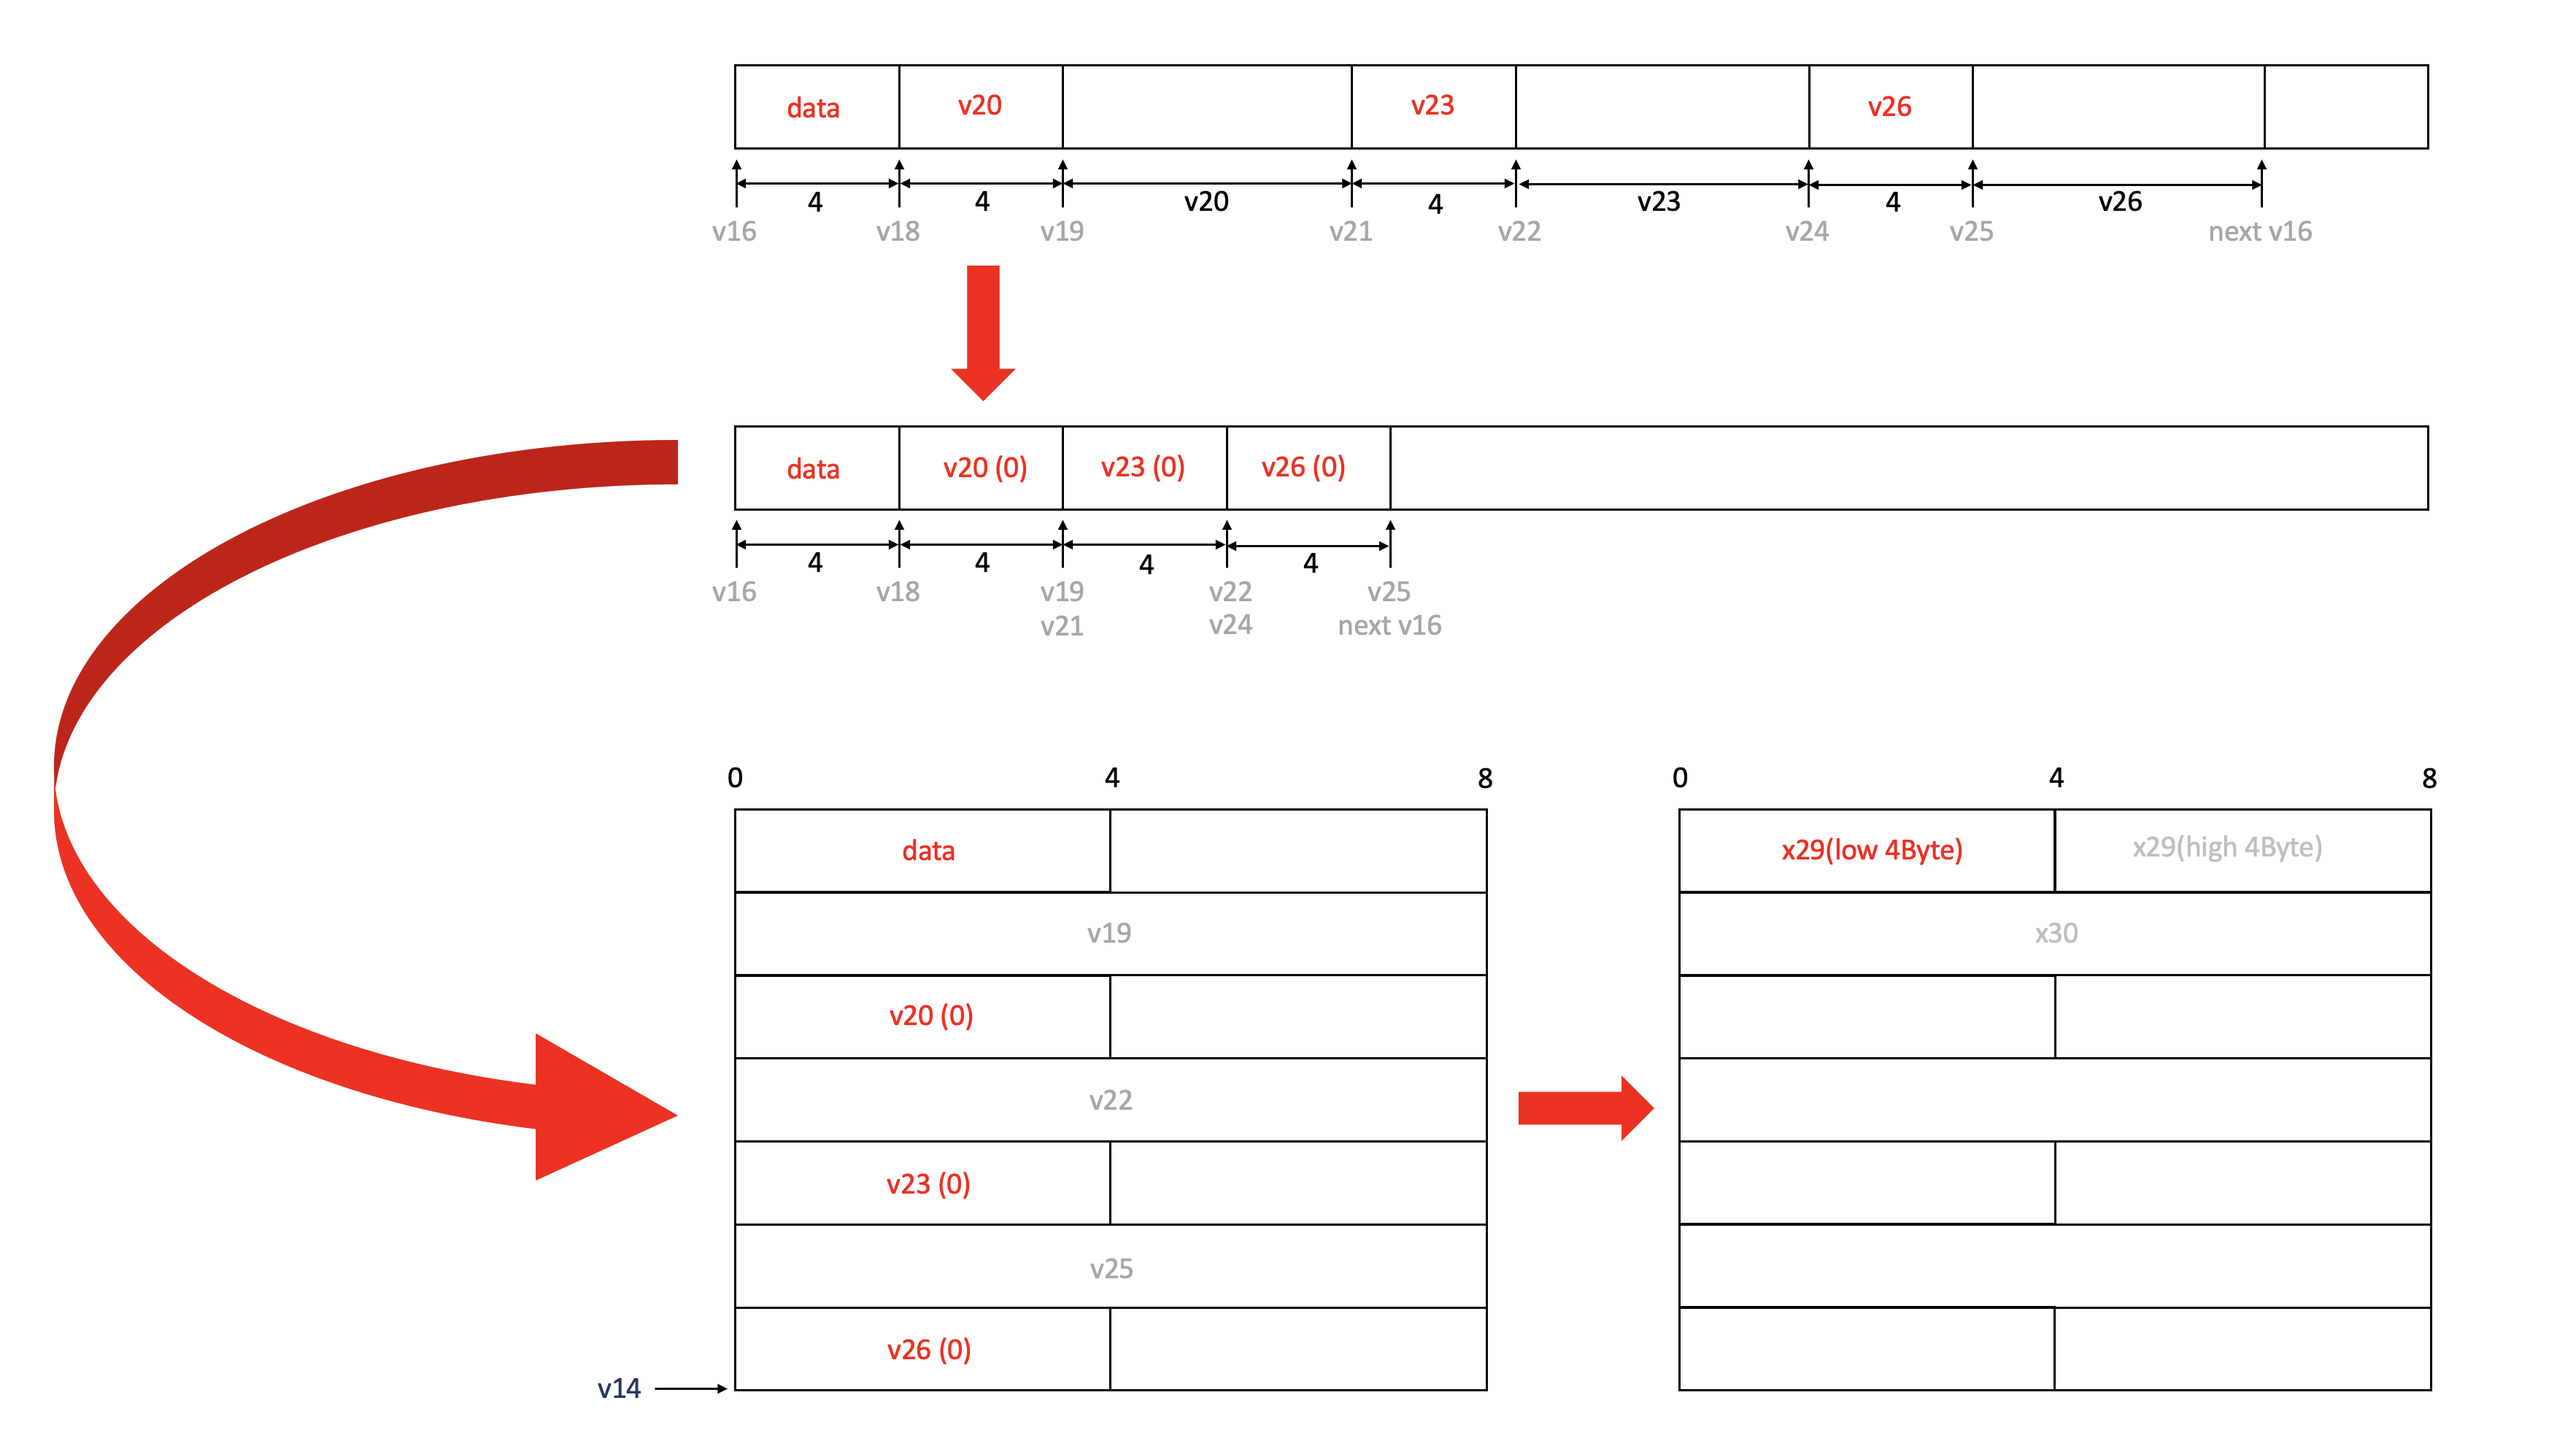 data v20 v23 v26
4 4 v20 4 v23 4 v26
v16 v18 v19 v21 v22 v24 v25 next v16
data v20 (0) v23 (0) v26 (0)
4 4 4 4
v16 v18 v19 v22 v25
v21 v24 next v16
0 4 8
data
v19
v20 (0)
v22
v23 (0)
v25
v26 (0)
v14
0 4 8
x29(low 4Byte) x29(high 4Byte)
x30